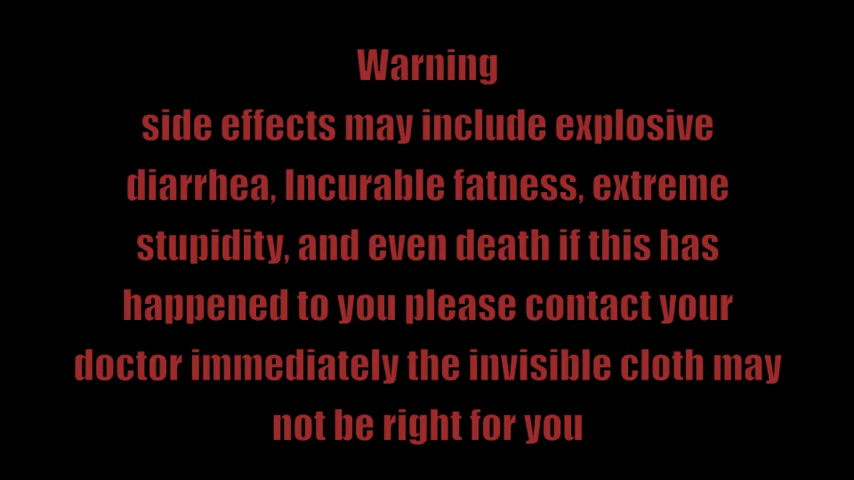 Warning
side effects may include explosive
diarrhea, Incurable fatness, extreme
stupidity, and even death if this has
happened to you please contact your
doctor immediately the invisible cloth may
not be right for you